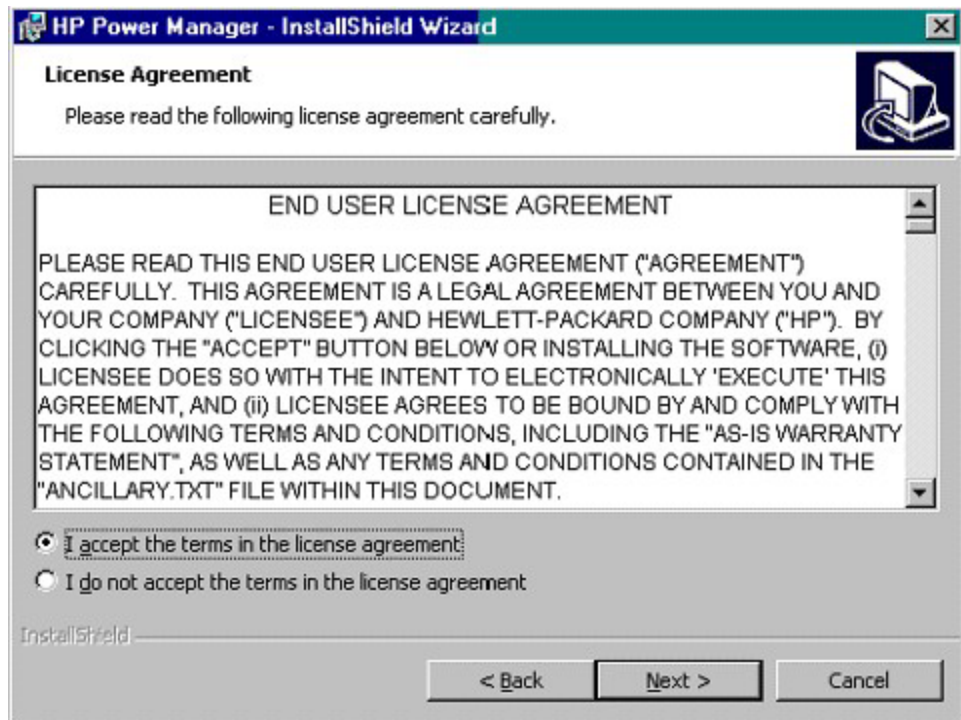 HP Power Manager - InstallShield Wizard
License Agreement
Please read the following license agreement carefully.
END USER LICENSE AGREEMENT
PLEASE READ THIS END USER LICENSE AGREEMENT ("AGREEMENT")
CAREFULLY. THIS AGREEMENT IS A LEGAL AGREEMENT BETWEEN YOU AND
YOUR COMPANY ("LICENSEE") AND HEWLETT-PACKARD COMPANY ("HP"). BY
CLICKING THE "ACCEPT" BUTTON BELOW OR INSTALLING THE SOFTWARE, (i)
LICENSEE DOES SO WITH THE INTENT TO ELECTRONICALLY 'EXECUTE' THIS
AGREEMENT, AND (ii) LICENSEE AGREES TO BE BOUND BY AND COMPLY WITH
THE FOLLOWING TERMS AND CONDITIONS, INCLUDING THE "AS-IS WARRANTY
STATEMENT", AS WELL AS ANY TERMS AND CONDITIONS CONTAINED IN THE
"ANCILLARY.TXT" FILE WITHIN THIS DOCUMENT.
I accept the terms in the license agreement
I do not accept the terms in the license agreement
InstallShield
< Back
Next >
Cancel